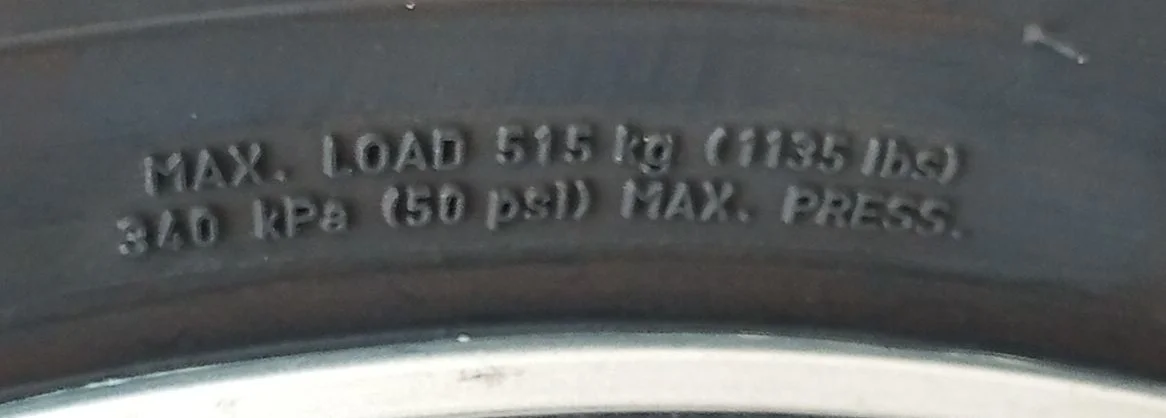 MAX. LOAD 515 kg (1135 lbs)
340 kPa (50 psi) MAX. PRESS.